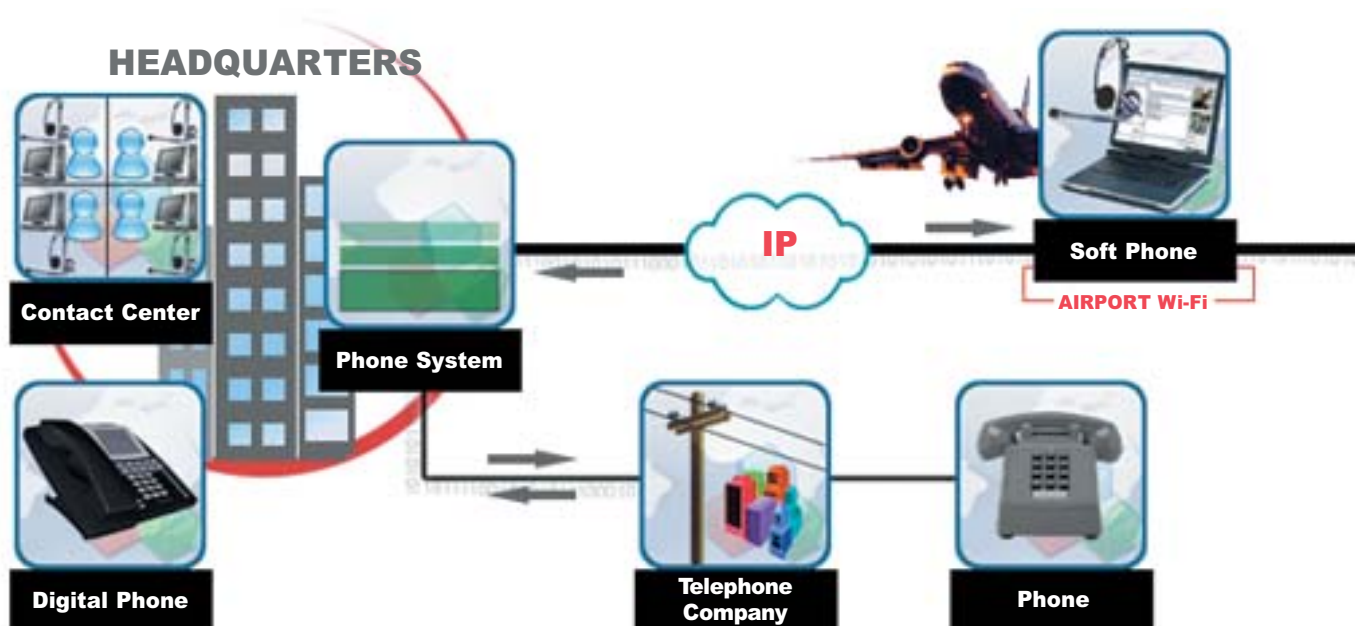 HEADQUARTERS
Contact Center
Phone System
IP
Soft Phone
AIRPORT Wi-Fi
Digital Phone
Telephone
Company
Phone